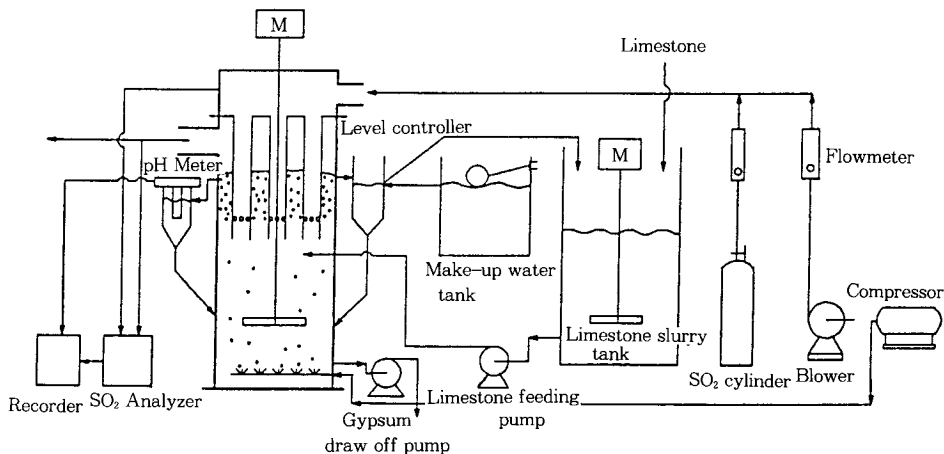 M
Limestone
Level controller
pH Meter
M
Flowmeter
Make-up water
tank
Limestone slurry
tank
Compressor
SO₂ cylinder
Blower
Recorder
SO₂ Analyzer
Gypsum
draw off pump
Limestone feeding
pump